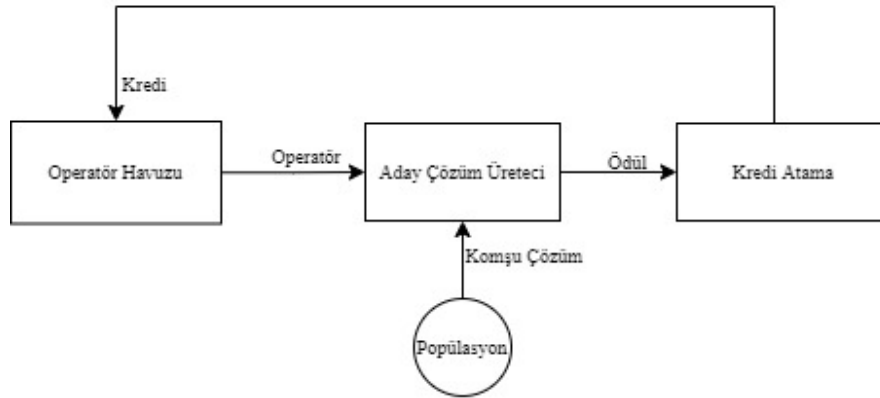 Kredi
Operatör Havuzu
Operatör
Aday Çözüm Üreteci
Ödül
Kredi Atama
Komşu Çözüm
Popülasyon